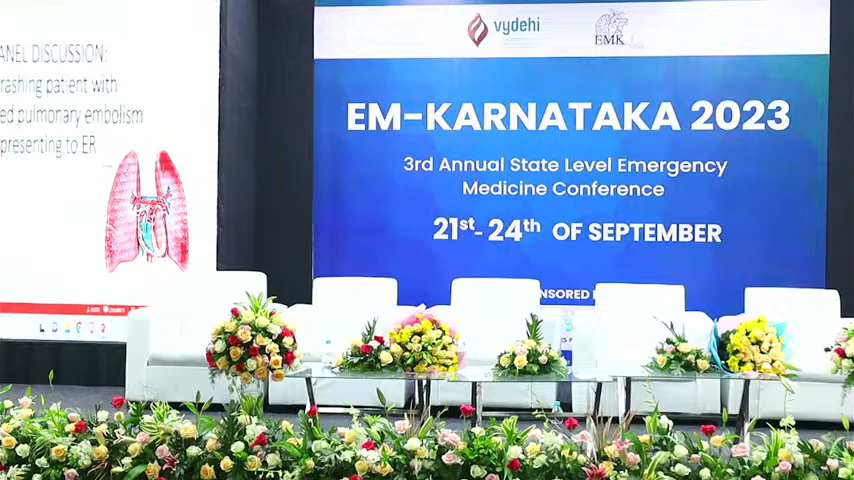 ANEL DISCUSSION:
rashing patient with
ed pulmonary embolism
presenting to ER
vydehi
EMK
EM-KARNATAKA 2023
3rd Annual State Level Emergency
Medicine Conference
21st- 24th OF SEPTEMBER
NSORED